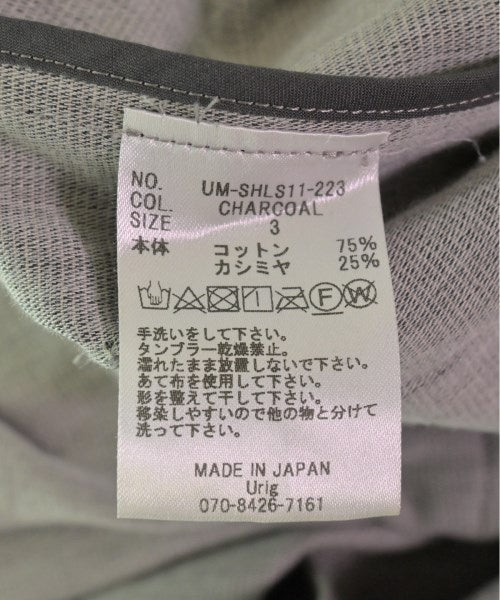 NO. UM-SHLS11-223
COL. CHARCOAL
SIZE 3
本体 コットン 75%
カシミヤ 25%
F W
手洗いをして下さい。
タンブラー乾燥禁止。
濡れたまま放置しないで下さい。
あて布を使用して下さい。
形を整えて干して下さい。
移染しやすいので他の物と分けて
洗って下さい。
MADE IN JAPAN
Urig
070-8426-7161